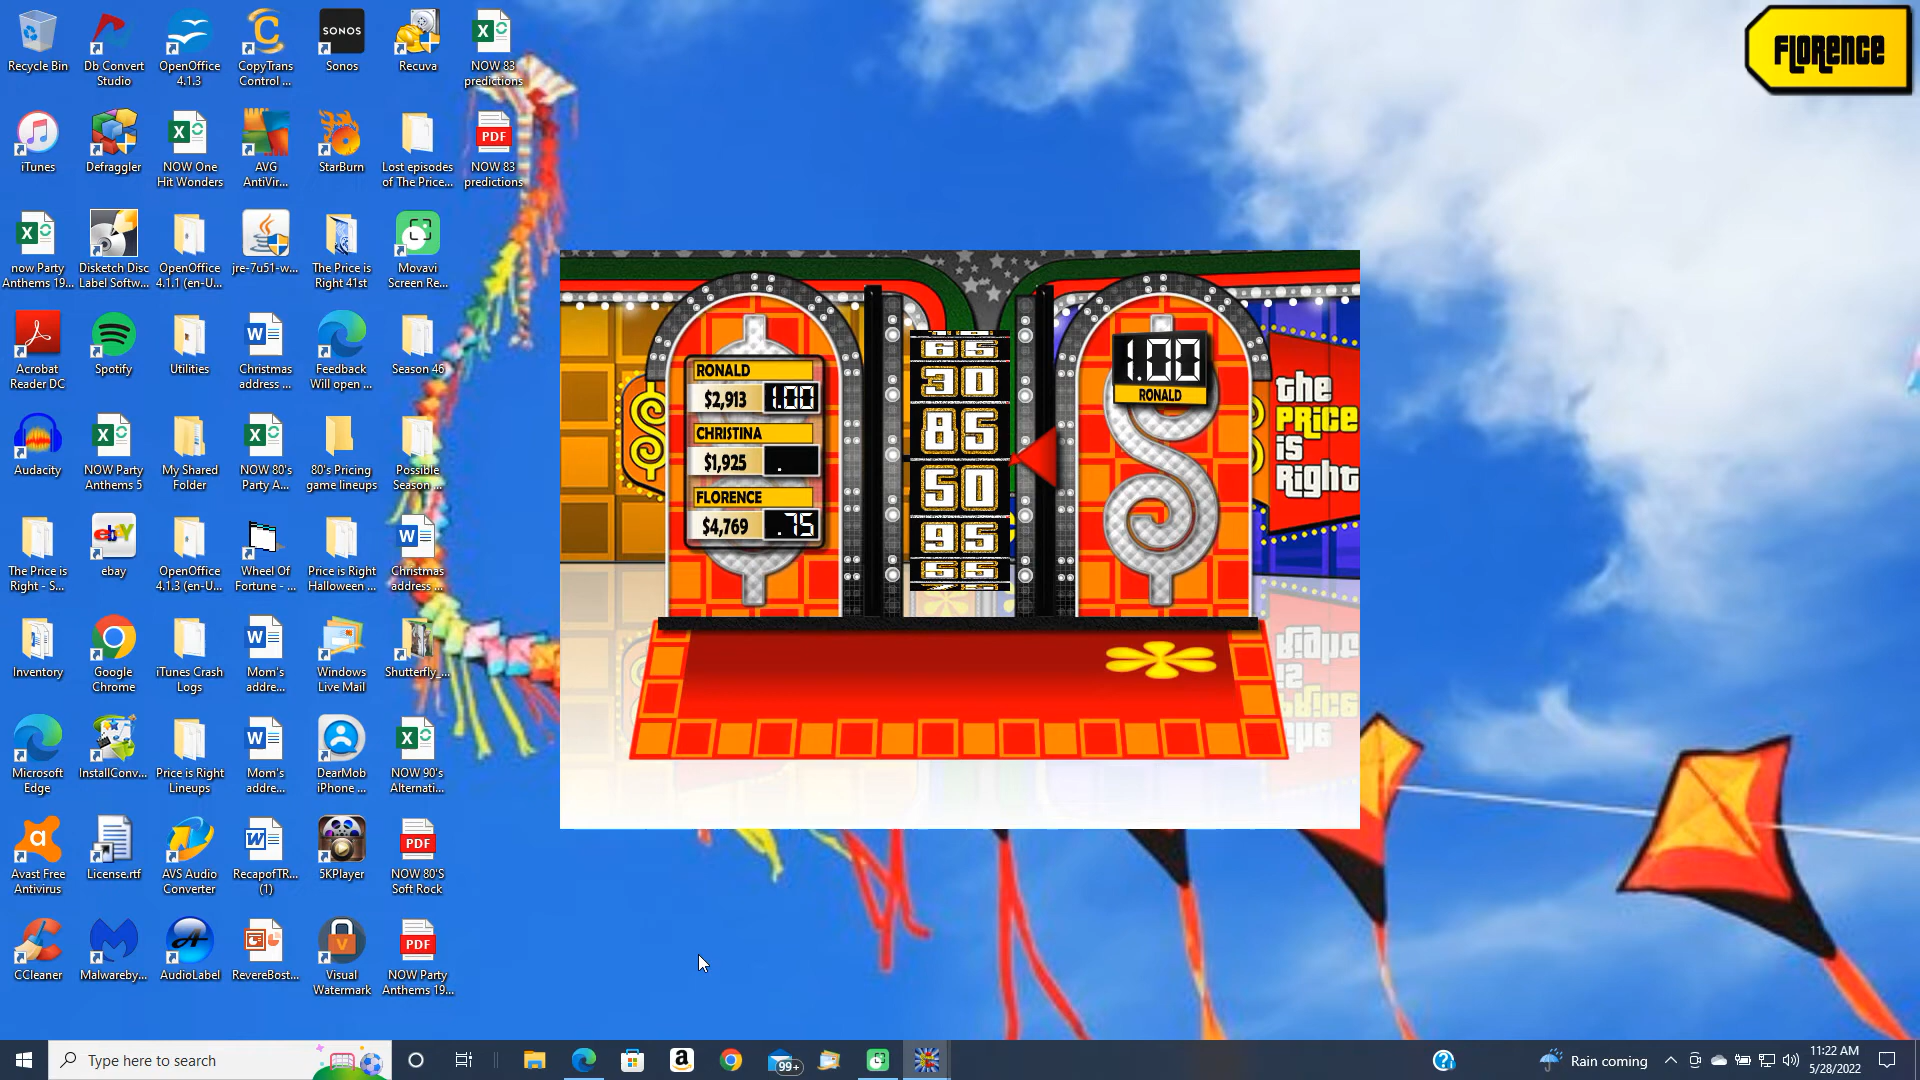 Recycle Bin
Db Convert
Studio
OpenOffice
4.1.3
CopyTrans
Control ...
SONOS
Sonos
Recuva
NOW 83
predictions
FLORENCE
iTunes
Defraggler
NOW One
Hit Wonders
AVG
AntiVir...
StarBurn
Lost episodes
of The Price...
PDF
NOW 83
predictions
now Party
Anthems 19...
Disketch Disc
Label Softw...
OpenOffice
4.1.1 (en-U...
jre-7u51-w...
The Price is
Right 41st
Movavi
Screen Re...
Acrobat
Reader DC
Spotify
Utilities
Christmas
address ...
Feedback
Will open ...
Season 46
Audacity
NOW Party
Anthems 5
My Shared
Folder
NOW 80's
Party A...
80's Pricing
game lineups
Possible
Season ...
The Price is
Right - S...
ebay
ebay
OpenOffice
4.1.3 (en-U...
Wheel Of
Fortune - ...
Price is Right
Halloween ...
Christmas
address ...
Inventory
Google
Chrome
iTunes Crash
Logs
Mom's
addre...
Windows
Live Mail
Shutterfly_...
Microsoft
Edge
InstallConv...
Price is Right
Lineups
Mom's
addre...
DearMob
iPhone ...
NOW 90's
Alternati...
Avast Free
Antivirus
License.rtf
AVS Audio
Converter
RecapofTR...
(1)
5KPlayer
PDF
NOW 80'S
Soft Rock
CCleaner
Malwareby...
AudioLabel
RevereBost...
Visual
Watermark
PDF
NOW Party
Anthems 19...
RONALD
$2,913 1.00
CHRISTINA
$1,925 .
FLORENCE
$4,769 .75
65
30
85
50
95
55
1.00
RONALD
the
PRICE
is
Right
Type here to search
99+
Rain coming
11:22 AM
5/28/2022